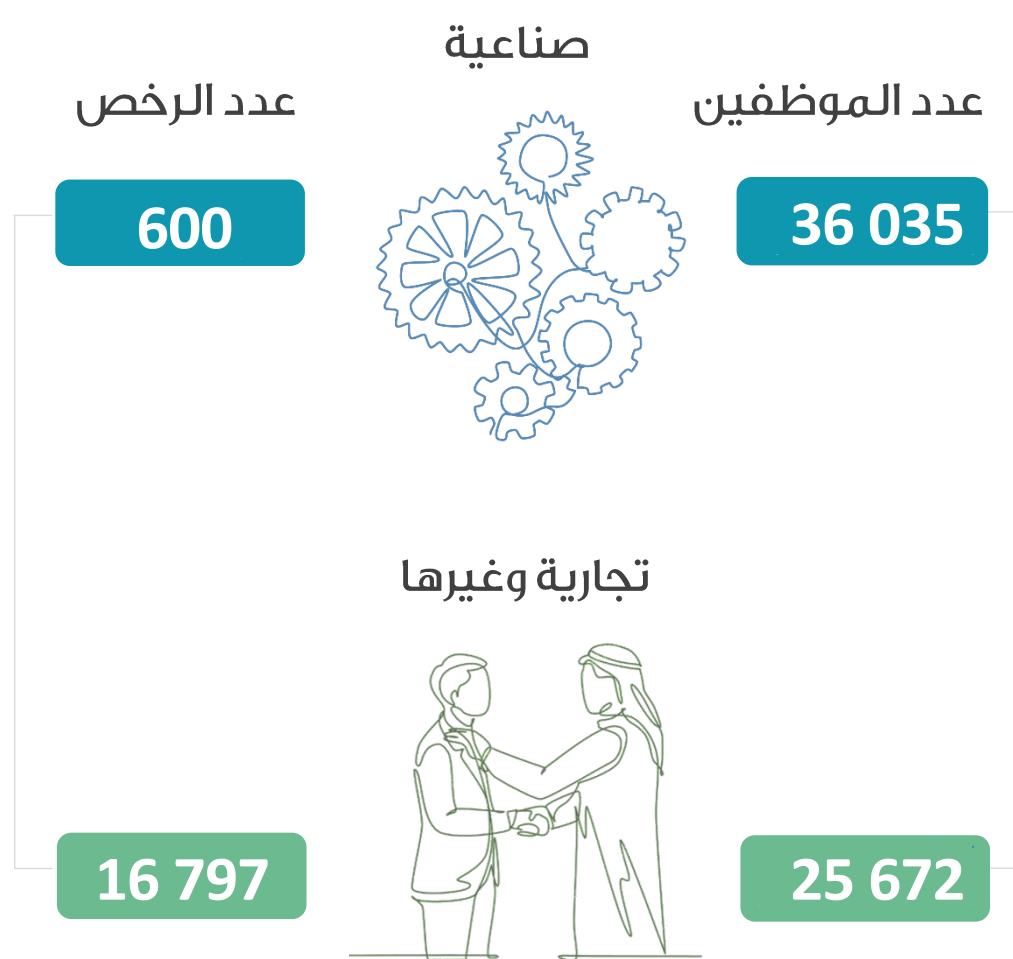 صناعية
عدد الموظفين
عدد الرخص
36 035
600
تجارية وغيرها
25 672
16 797